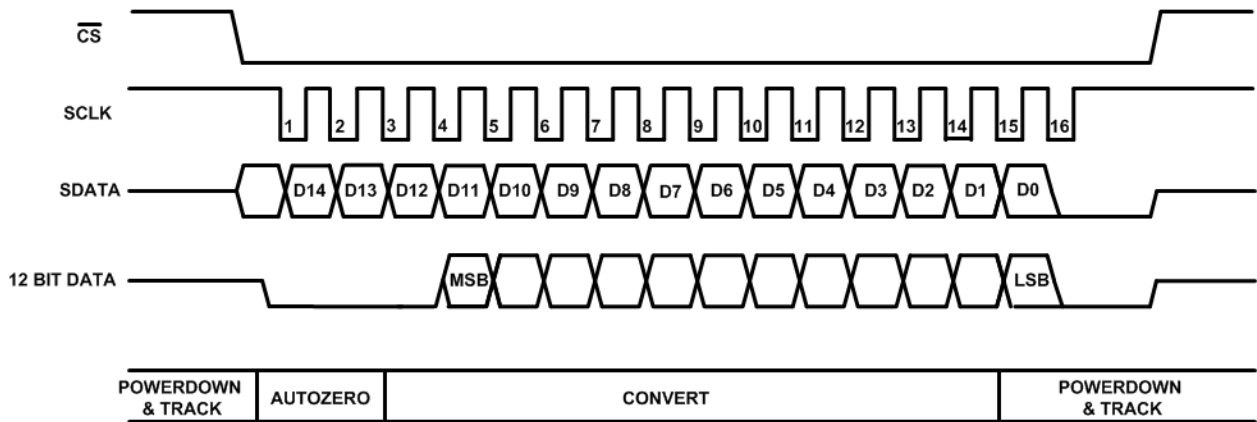 CS
SCLK
1 2 3 4 5 6 7 8 9 10 11 12 13 14 15 16
SDATA
D14 D13 D12 D11 D10 D9 D8 D7 D6 D5 D4 D3 D2 D1 D0
12 BIT DATA
MSB LSB
POWERDOWN
& TRACK
AUTOZERO
CONVERT
POWERDOWN
& TRACK